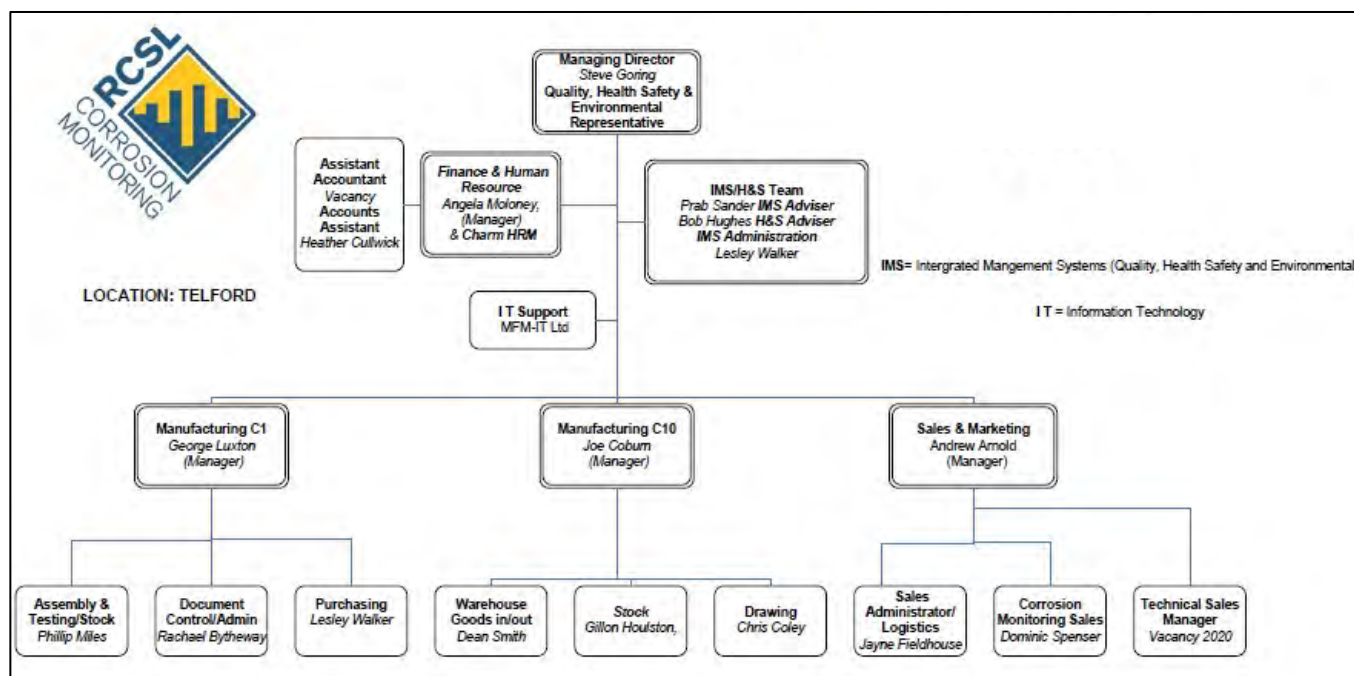 RCSL
CORROSION
MONITORING
Managing Director
Steve Goring
Quality, Health Safety &
Environmental
Representative
Assistant
Accountant
Vacancy
Accounts
Assistant
Heather Cullwick
Finance & Human
Resource
Angela Moloney,
(Manager)
& Charm HRM
IMS/H&S Team
Prab Sander IMS Adviser
Bob Hughes H&S Adviser
IMS Administration
Lesley Walker
IMS= Intergrated Mangement Systems (Quality, Health Safety and Environmental
LOCATION: TELFORD
I T Support
MFM-IT Ltd
I T = Information Technology
Manufacturing C1
George Luxton
(Manager)
Manufacturing C10
Joe Coburn
(Manager)
Sales & Marketing
Andrew Arnold
(Manager)
Assembly &
Testing/Stock
Phillip Miles
Document
Control/Admin
Rachael Bytheway
Purchasing
Lesley Walker
Warehouse
Goods in/out
Dean Smith
Stock
Gillon Houlston,
Drawing
Chris Coley
Sales
Administrator/
Logistics
Jayne Fieldhouse
Corrosion
Monitoring Sales
Dominic Spenser
Technical Sales
Manager
Vacancy 2020